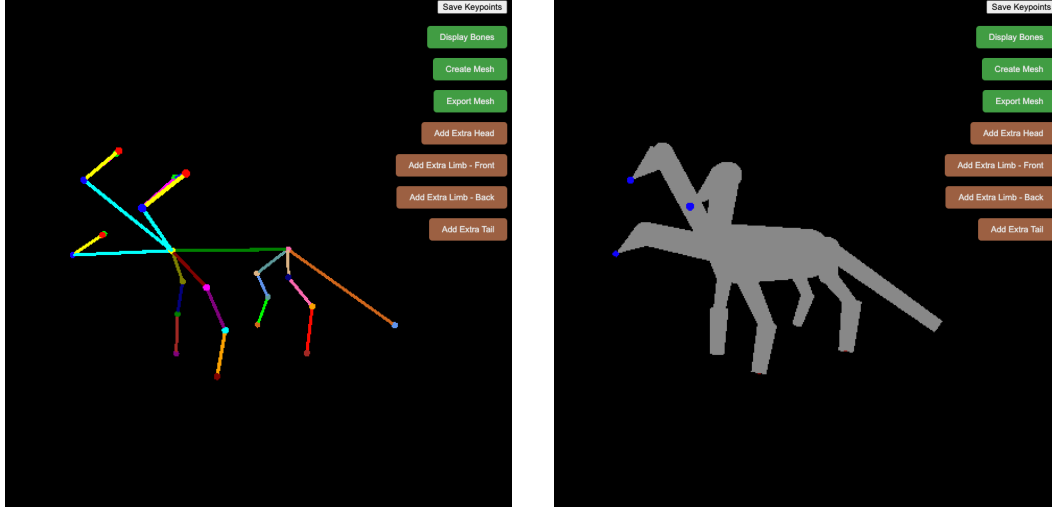 Save Keypoints
Display Bones
Create Mesh
Export Mesh
Add Extra Head
Add Extra Limb - Front
Add Extra Limb - Back
Add Extra Tail
Save Keypoints
Display Bones
Create Mesh
Export Mesh
Add Extra Head
Add Extra Limb - Front
Add Extra Limb - Back
Add Extra Tail